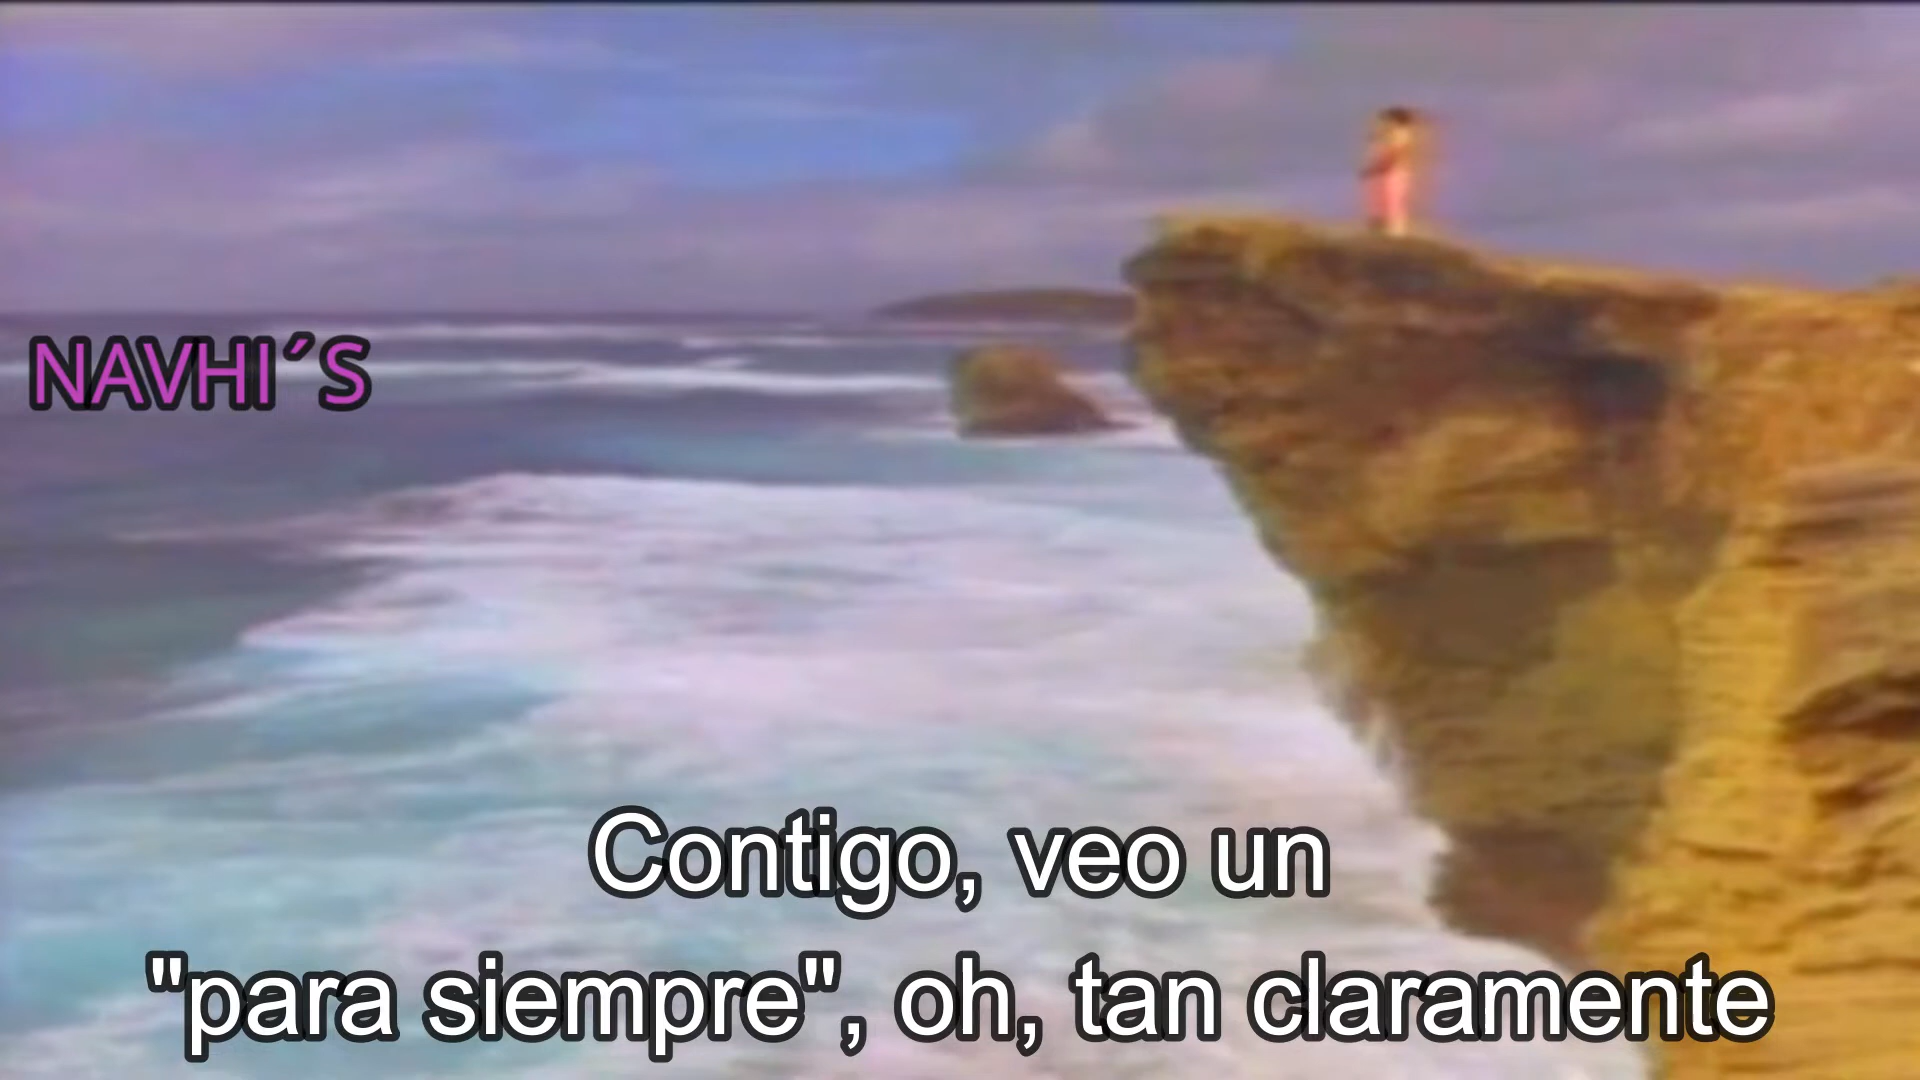 NAVHI´S
Contigo, veo un
"para siempre", oh, tan claramente